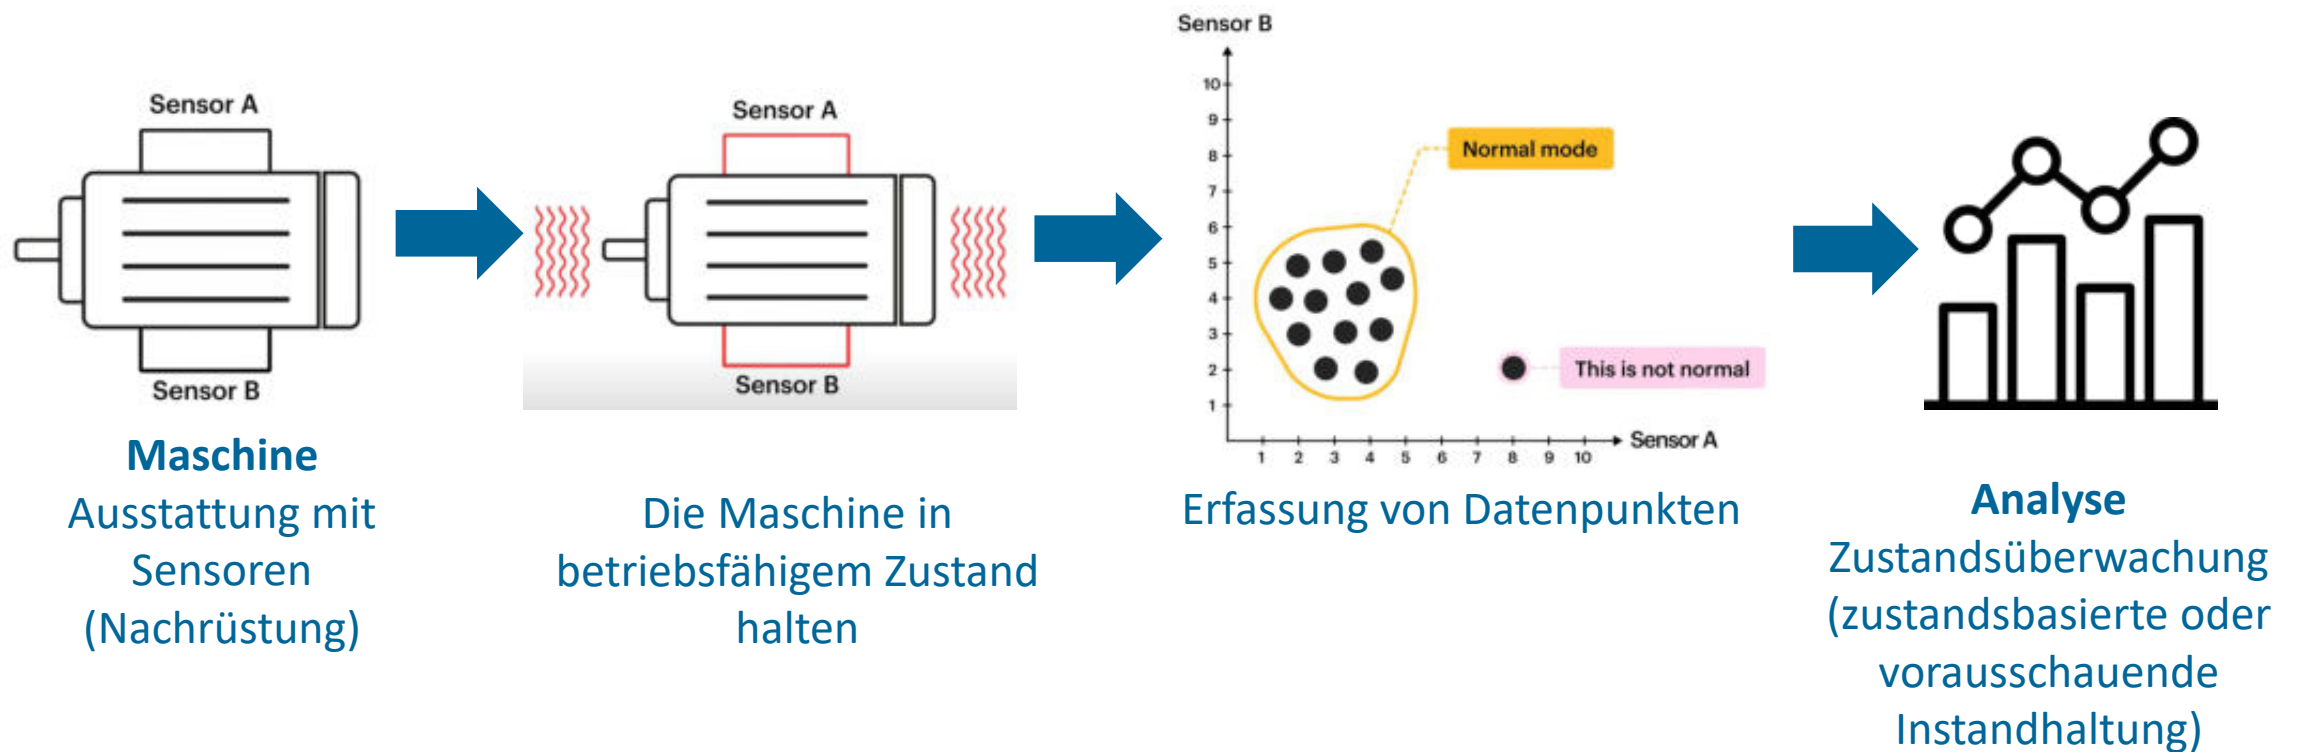 Sensor A
Sensor B
Maschine
Ausstattung mit
Sensoren
(Nachrüstung)
Sensor A
Sensor B
Die Maschine in
betriebsfähigem Zustand
halten
Sensor B
10
9
8
7
6
5
4
3
2
1
Normal mode
This is not normal
1 2 3 4 5 6 7 8 9 10
Sensor A
Erfassung von Datenpunkten
Analyse
Zustandsüberwachung
(zustandsbasierte oder
vorausschauende
Instandhaltung)